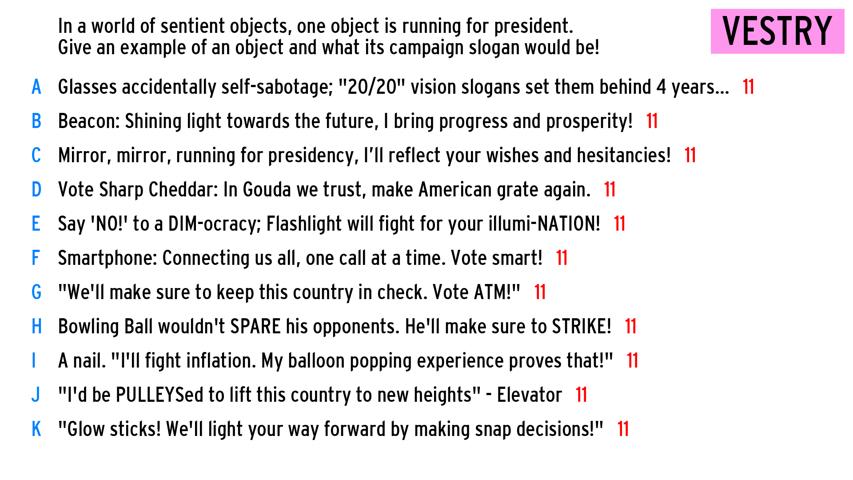 In a world of sentient objects, one object is running for president.
Give an example of an object and what its campaign slogan would be!
VESTRY
A Glasses accidentally self-sabotage; "20/20" vision slogans set them behind 4 years... 11
B Beacon: Shining light towards the future, I bring progress and prosperity! 11
C Mirror, mirror, running for presidency, I'll reflect your wishes and hesitancies! 11
D Vote Sharp Cheddar: In Gouda we trust, make American grate again. 11
E Say 'NO!' to a DIM-ocracy; Flashlight will fight for your illumi-NATION! 11
F Smartphone: Connecting us all, one call at a time. Vote smart! 11
G "We'll make sure to keep this country in check. Vote ATM!" 11
H Bowling Ball wouldn't SPARE his opponents. He'll make sure to STRIKE! 11
I A nail. "I'll fight inflation. My balloon popping experience proves that!" 11
J "I'd be PULLEYSed to lift this country to new heights" - Elevator 11
K "Glow sticks! We'll light your way forward by making snap decisions!" 11